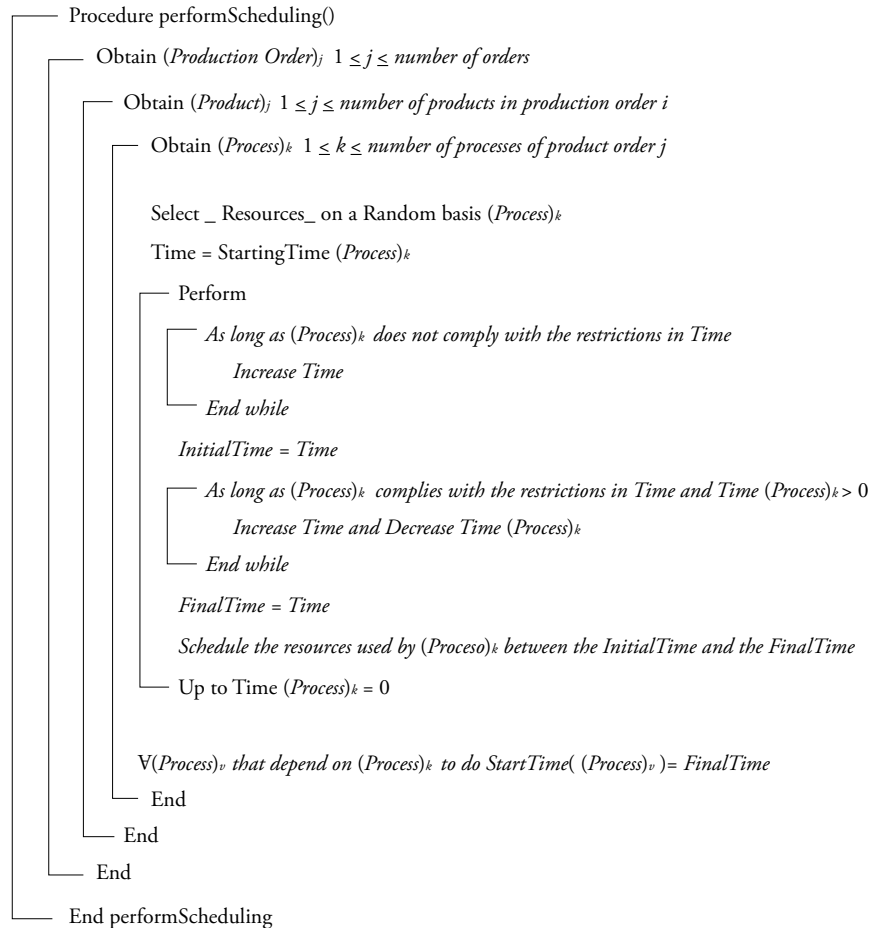 Procedure performScheduling()
Obtain (Production Order)j 1 ≤ j ≤ number of orders
Obtain (Product)j 1 ≤ j ≤ number of products in production order i
Obtain (Process)k 1 ≤ k ≤ number of processes of product order j
Select _ Resources_ on a Random basis (Process)k
Time = StartingTime (Process)k
Perform
As long as (Process)k does not comply with the restrictions in Time
Increase Time
End while
InitialTime = Time
As long as (Process)k complies with the restrictions in Time and Time (Process)k > 0
Increase Time and Decrease Time (Process)k
End while
FinalTime = Time
Schedule the resources used by (Proceso)k between the InitialTime and the FinalTime
Up to Time (Process)k = 0
∀(Process)v that depend on (Process)k to do StartTime( (Process)v )= FinalTime
End
End
End
End performScheduling